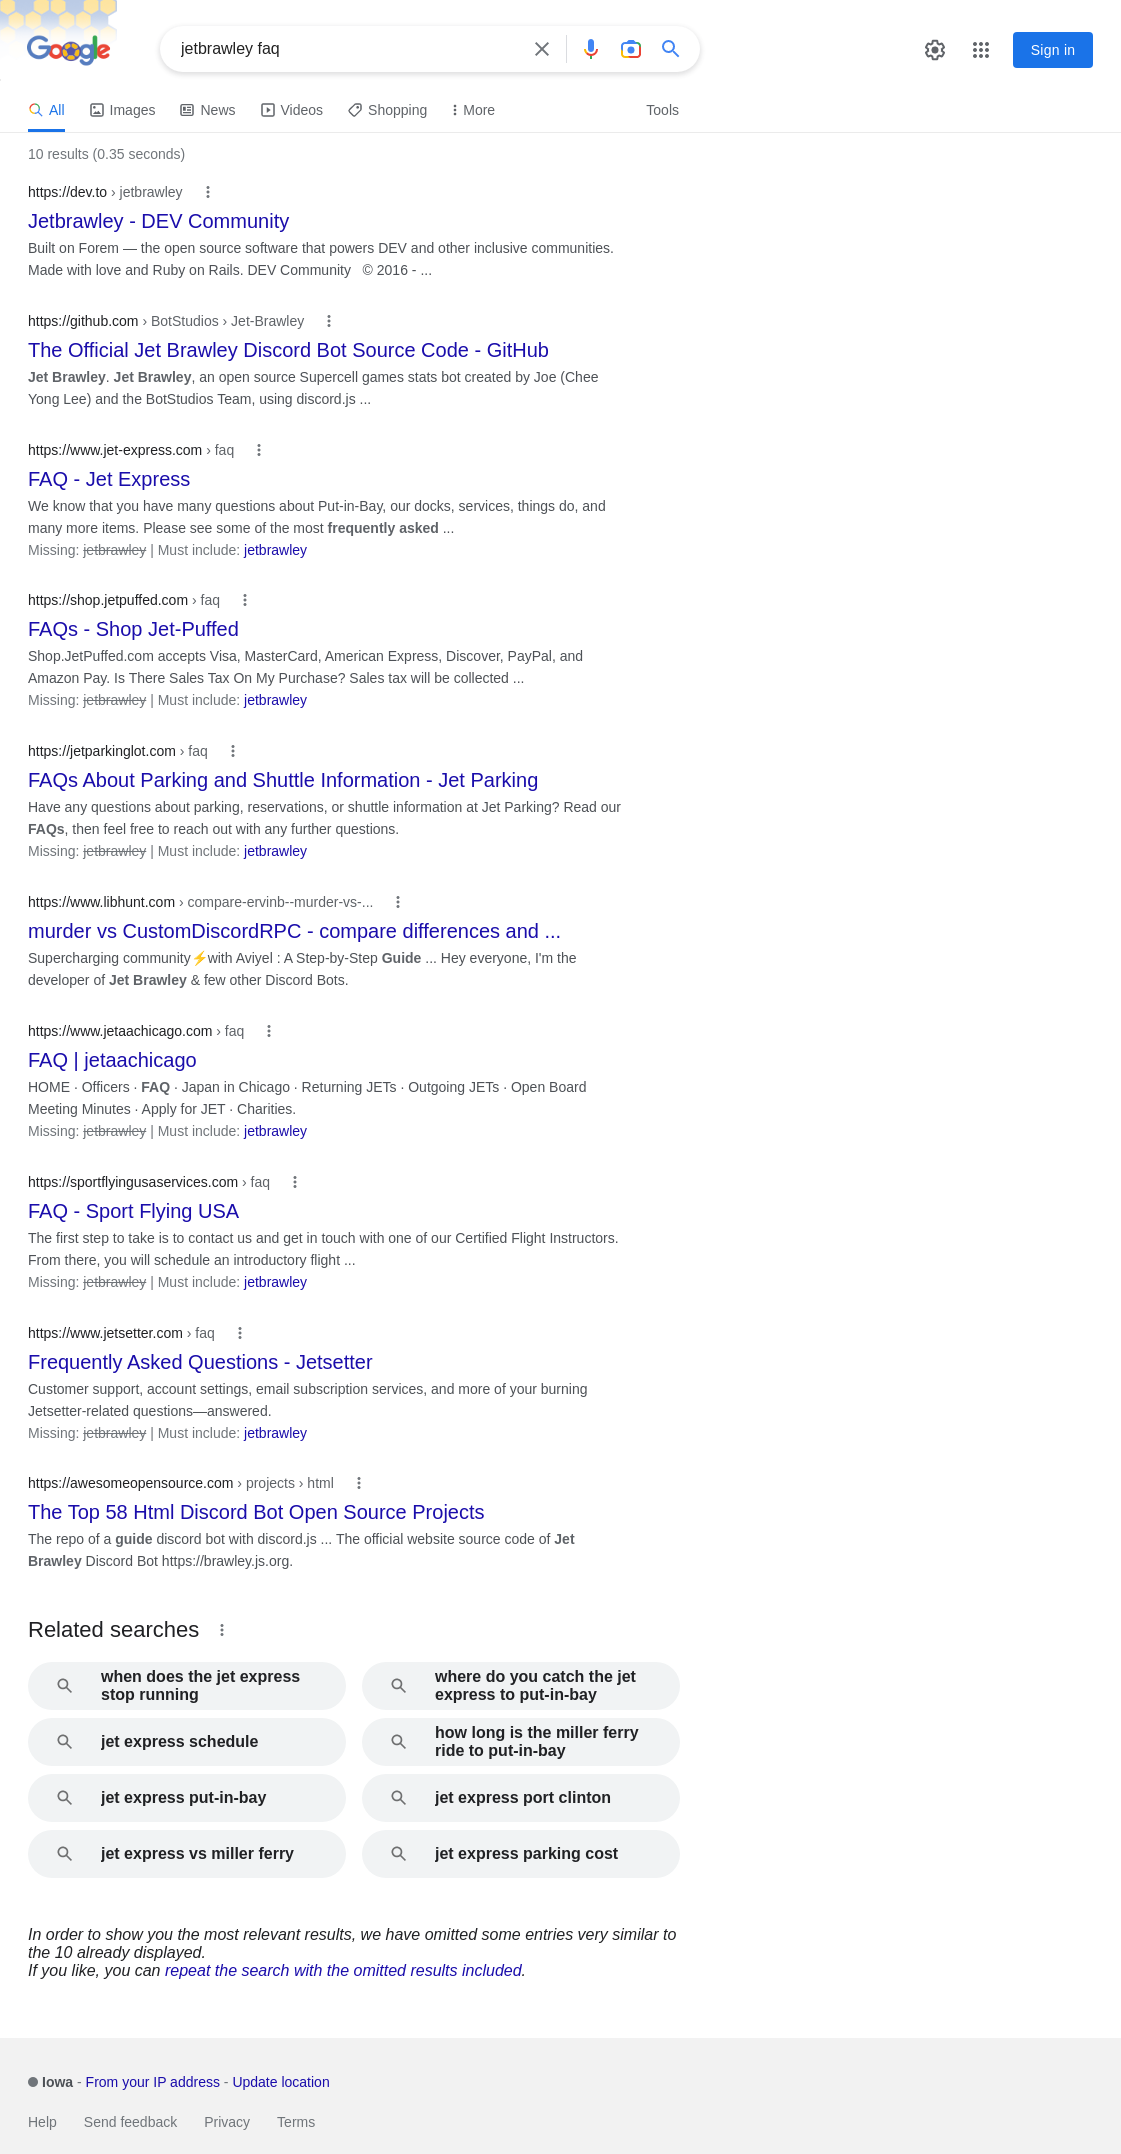 Google
jetbrawley faq
Sign in
All
Images
News
Videos
Shopping
More
Tools
10 results (0.35 seconds)
https://dev.to › jetbrawley
Jetbrawley - DEV Community
Built on Forem — the open source software that powers DEV and other inclusive communities.
Made with love and Ruby on Rails. DEV Community © 2016 - ...
https://github.com › BotStudios › Jet-Brawley
The Official Jet Brawley Discord Bot Source Code - GitHub
Jet Brawley. Jet Brawley, an open source Supercell games stats bot created by Joe (Chee
Yong Lee) and the BotStudios Team, using discord.js ...
https://www.jet-express.com › faq
FAQ - Jet Express
We know that you have many questions about Put-in-Bay, our docks, services, things do, and
many more items. Please see some of the most frequently asked ...
Missing: jetbrawley | Must include: jetbrawley
https://shop.jetpuffed.com › faq
FAQs - Shop Jet-Puffed
Shop.JetPuffed.com accepts Visa, MasterCard, American Express, Discover, PayPal, and
Amazon Pay. Is There Sales Tax On My Purchase? Sales tax will be collected ...
Missing: jetbrawley | Must include: jetbrawley
https://jetparkinglot.com › faq
FAQs About Parking and Shuttle Information - Jet Parking
Have any questions about parking, reservations, or shuttle information at Jet Parking? Read our
FAQs, then feel free to reach out with any further questions.
Missing: jetbrawley | Must include: jetbrawley
https://www.libhunt.com › compare-ervinb--murder-vs-...
murder vs CustomDiscordRPC - compare differences and ...
Supercharging community⚡with Aviyel : A Step-by-Step Guide ... Hey everyone, I'm the
developer of Jet Brawley & few other Discord Bots.
https://www.jetaachicago.com › faq
FAQ | jetaachicago
HOME · Officers · FAQ · Japan in Chicago · Returning JETs · Outgoing JETs · Open Board
Meeting Minutes · Apply for JET · Charities.
Missing: jetbrawley | Must include: jetbrawley
https://sportflyingusaservices.com › faq
FAQ - Sport Flying USA
The first step to take is to contact us and get in touch with one of our Certified Flight Instructors.
From there, you will schedule an introductory flight ...
Missing: jetbrawley | Must include: jetbrawley
https://www.jetsetter.com › faq
Frequently Asked Questions - Jetsetter
Customer support, account settings, email subscription services, and more of your burning
Jetsetter-related questions—answered.
Missing: jetbrawley | Must include: jetbrawley
https://awesomeopensource.com › projects › html
The Top 58 Html Discord Bot Open Source Projects
The repo of a guide discord bot with discord.js ... The official website source code of Jet
Brawley Discord Bot https://brawley.js.org.
Related searches
when does the jet express
stop running
where do you catch the jet
express to put-in-bay
jet express schedule
how long is the miller ferry
ride to put-in-bay
jet express put-in-bay
jet express port clinton
jet express vs miller ferry
jet express parking cost
In order to show you the most relevant results, we have omitted some entries very similar to
the 10 already displayed.
If you like, you can repeat the search with the omitted results included.
Iowa - From your IP address - Update location
Help
Send feedback
Privacy
Terms